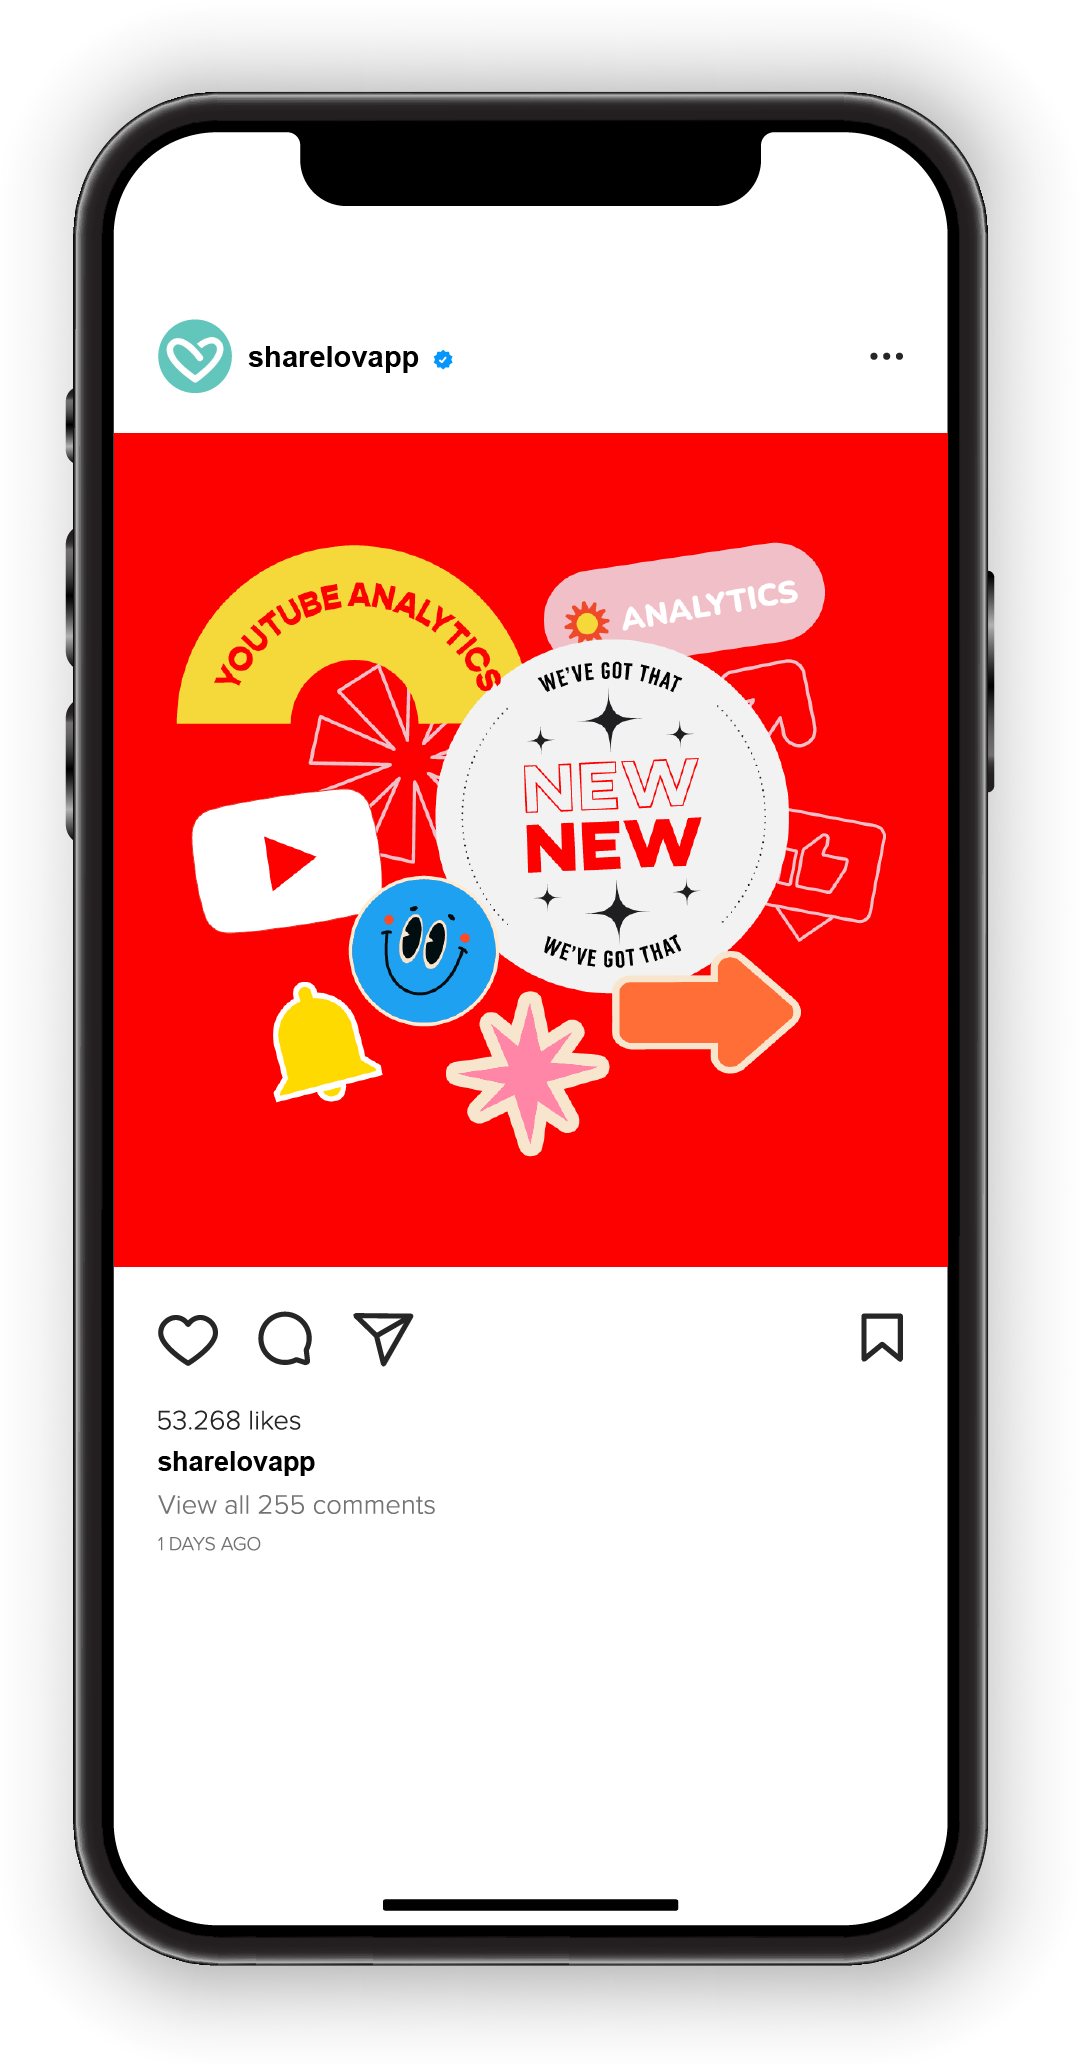 sharelovapp
YOUTUBE ANALYTICS
ANALYTICS
WE'VE GOT THAT
NEW
NEW
WE'VE GOT THAT
53.268 likes
sharelovapp
View all 255 comments
1 DAYS AGO